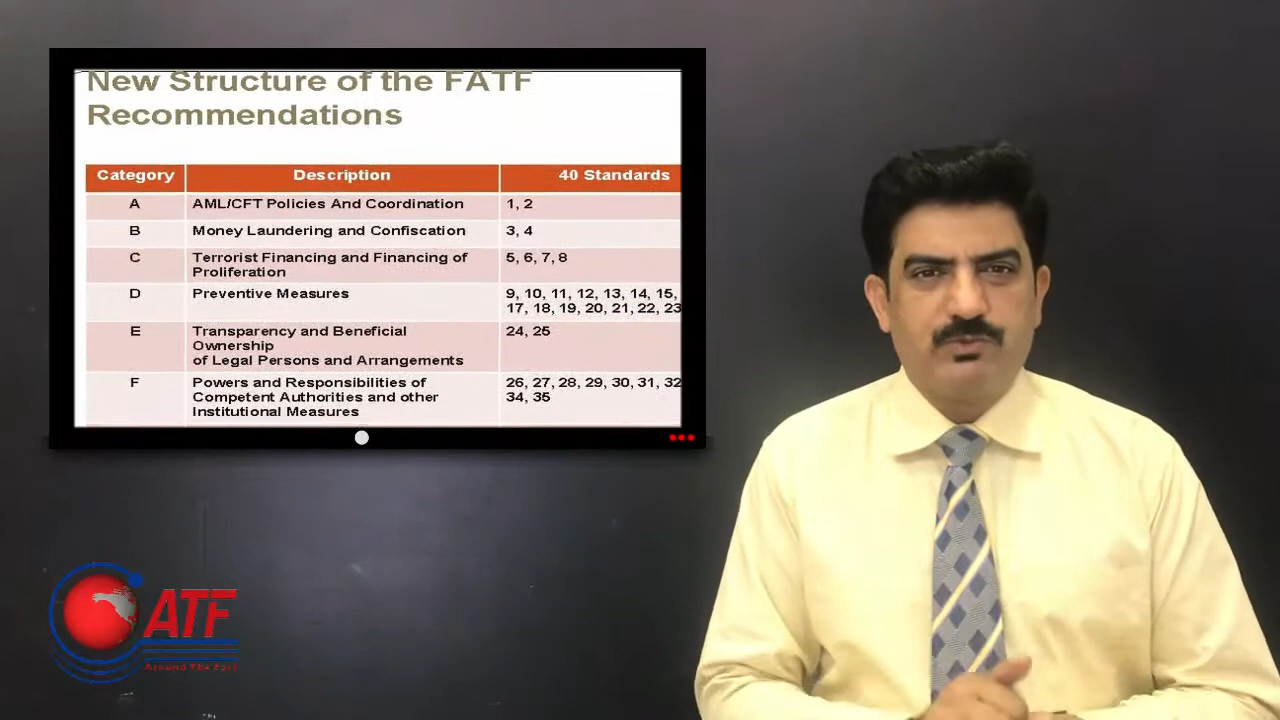 New Structure of the FATF
Recommendations
Category Description 40 Standards
A AML/CFT Policies And Coordination 1, 2
B Money Laundering and Confiscation 3, 4
C Terrorist Financing and Financing of 5, 6, 7, 8
Proliferation
D Preventive Measures 9, 10, 11, 12, 13, 14, 15,
17, 18, 19, 20, 21, 22, 23
E Transparency and Beneficial 24, 25
Ownership
of Legal Persons and Arrangements
F Powers and Responsibilities of 26, 27, 28, 29, 30, 31, 32
Competent Authorities and other 34, 35
Institutional Measures
ATF
Around The Fact